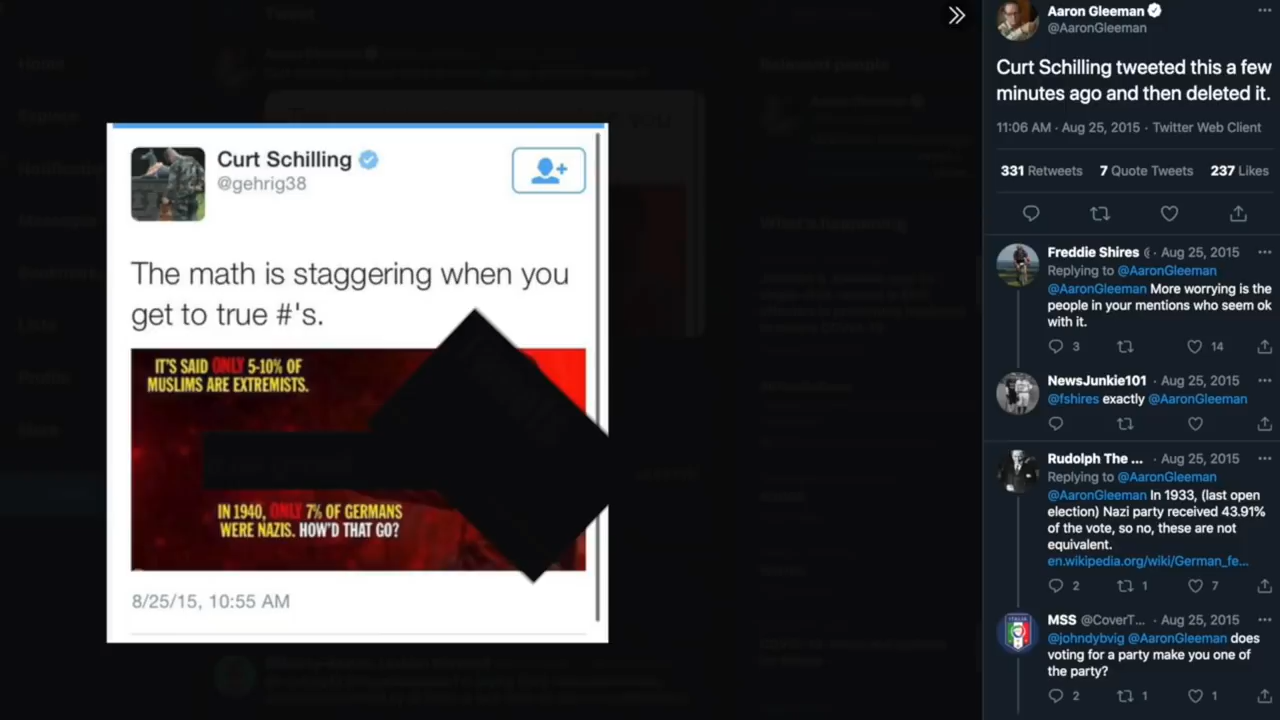 Curt Schilling
@gehrig38
The math is staggering when you
get to true #'s.
IT'S SAID ONLY 5-10% OF
MUSLIMS ARE EXTREMISTS.
IN 1940, ONLY 7% OF GERMANS
WERE NAZIS. HOW'D THAT GO?
8/25/15, 10:55 AM
Aaron Gleeman
@AaronGleeman
Curt Schilling tweeted this a few
minutes ago and then deleted it.
11:06 AM · Aug 25, 2015 · Twitter Web Client
331 Retweets 7 Quote Tweets 237 Likes
Freddie Shires · Aug 25, 2015
Replying to @AaronGleeman
@AaronGleeman More worrying is the
people in your mentions who seem ok
with it.
3 14
NewsJunkie101 · Aug 25, 2015
@fshires exactly @AaronGleeman
Rudolph The ... · Aug 25, 2015
Replying to @AaronGleeman
@AaronGleeman In 1933, (last open
election) Nazi party received 43.91%
of the vote, so no, these are not
equivalent.
en.wikipedia.org/wiki/German_fe...
2 1 7
MSS @CoverT... · Aug 25, 2015
@johndybvig @AaronGleeman does
voting for a party make you one of
the party?
2 1 1